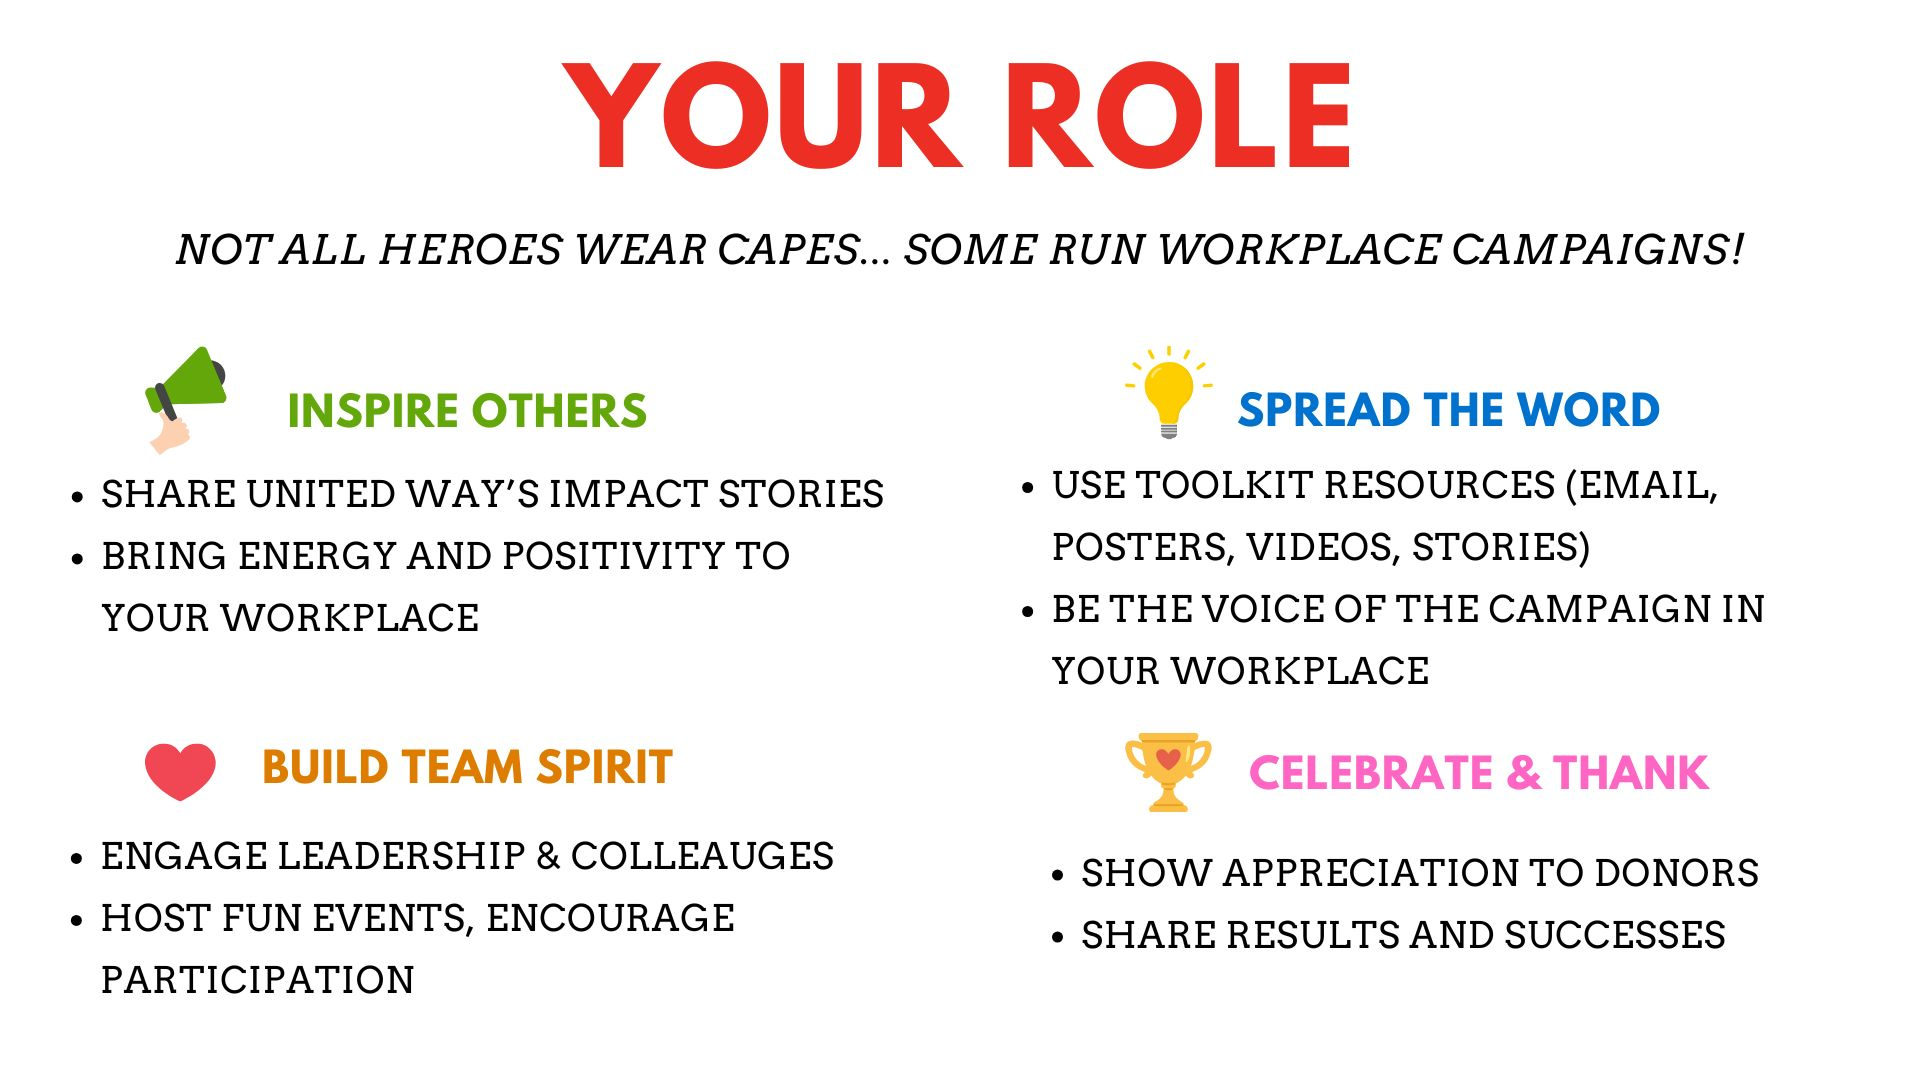 YOUR ROLE
NOT ALL HEROES WEAR CAPES... SOME RUN WORKPLACE CAMPAIGNS!
INSPIRE OTHERS
• SHARE UNITED WAY’S IMPACT STORIES
• BRING ENERGY AND POSITIVITY TO
YOUR WORKPLACE
SPREAD THE WORD
• USE TOOLKIT RESOURCES (EMAIL,
POSTERS, VIDEOS, STORIES)
• BE THE VOICE OF THE CAMPAIGN IN
YOUR WORKPLACE
BUILD TEAM SPIRIT
• ENGAGE LEADERSHIP & COLLEAUGES
• HOST FUN EVENTS, ENCOURAGE
PARTICIPATION
CELEBRATE & THANK
• SHOW APPRECIATION TO DONORS
• SHARE RESULTS AND SUCCESSES